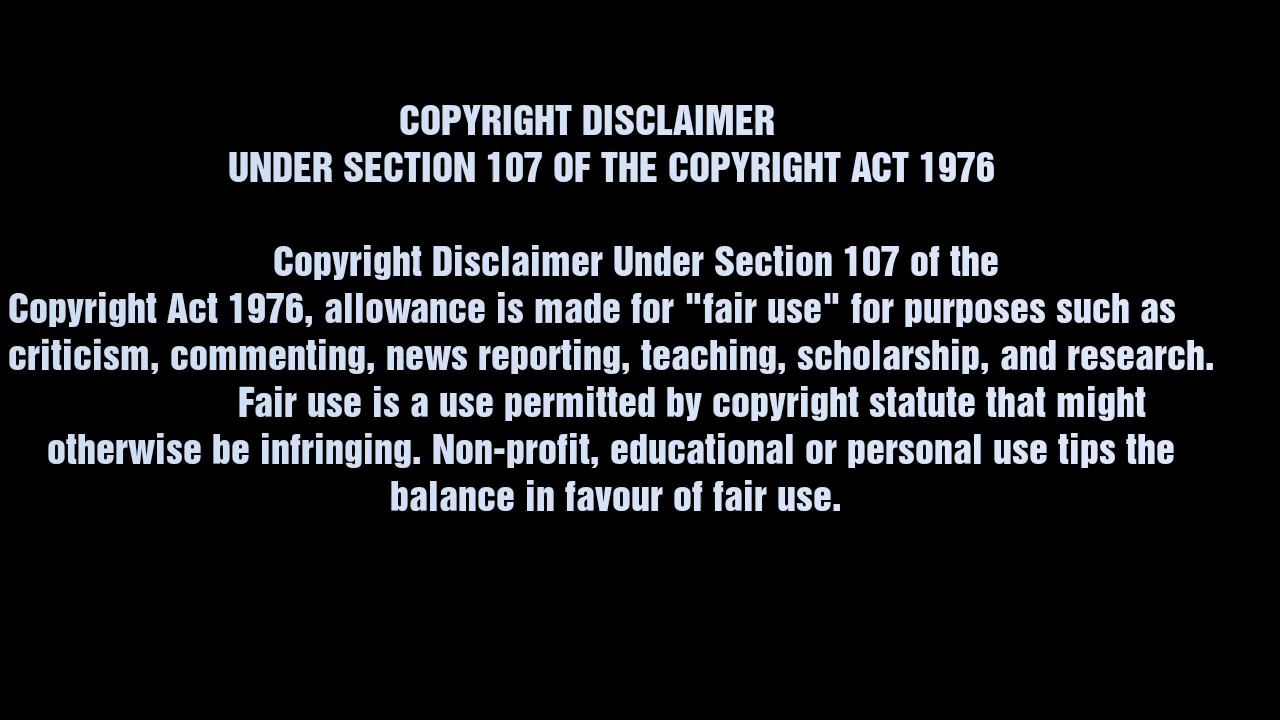 COPYRIGHT DISCLAIMER
UNDER SECTION 107 OF THE COPYRIGHT ACT 1976
Copyright Disclaimer Under Section 107 of the
Copyright Act 1976, allowance is made for "fair use" for purposes such as
criticism, commenting, news reporting, teaching, scholarship, and research.
Fair use is a use permitted by copyright statute that might
otherwise be infringing. Non-profit, educational or personal use tips the
balance in favour of fair use.